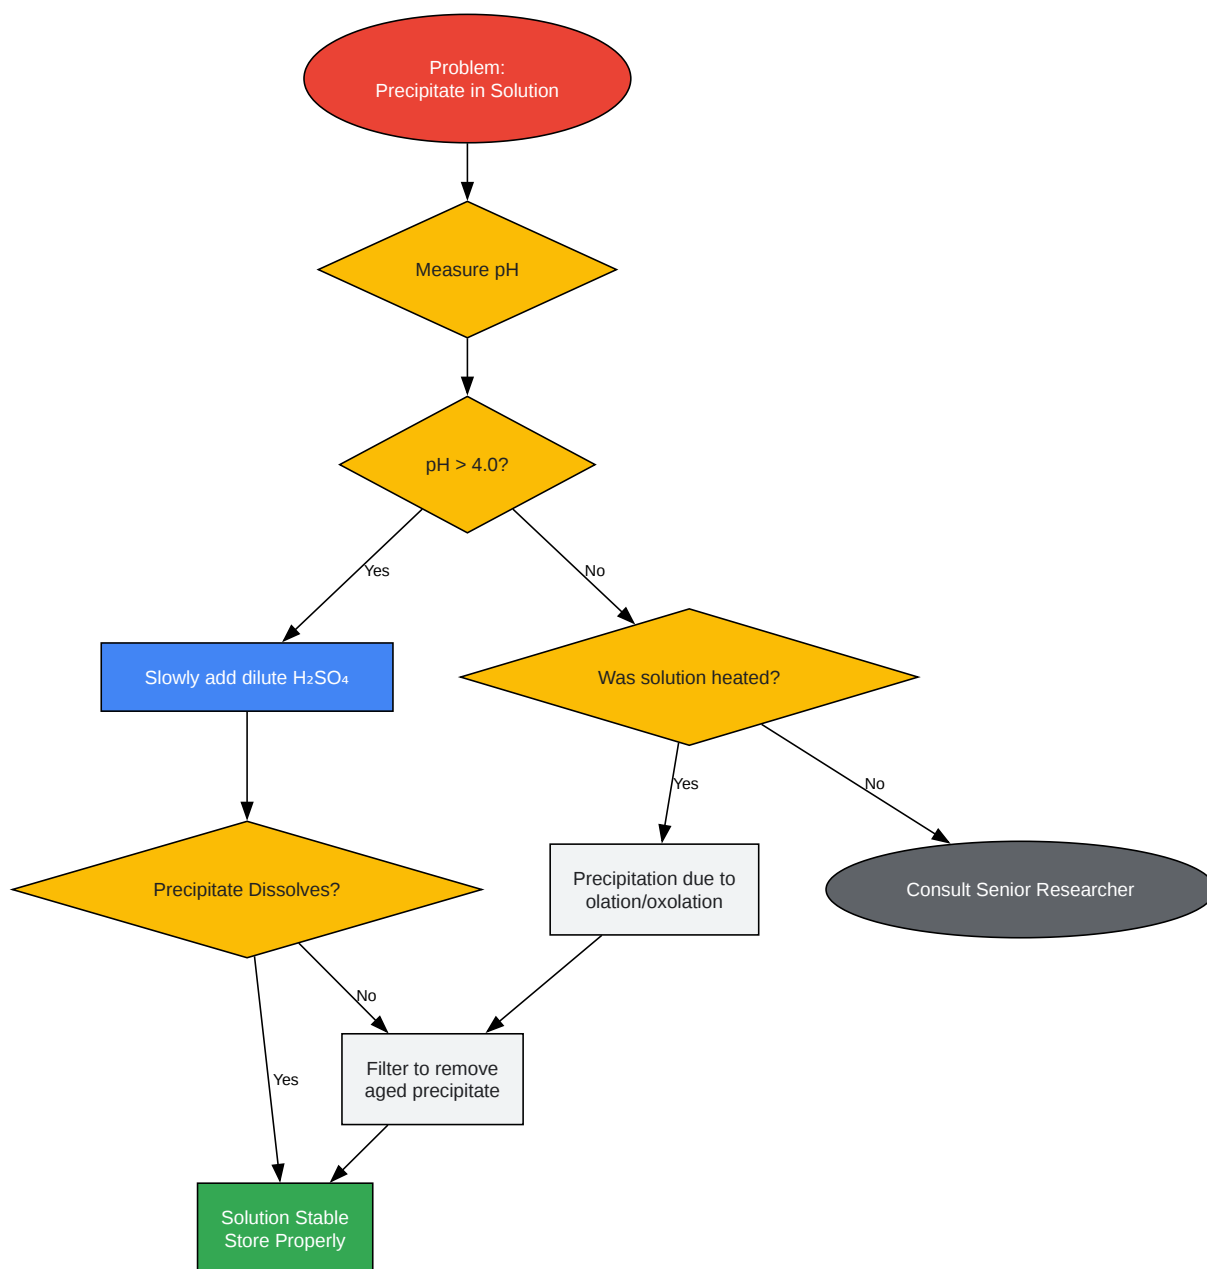 Problem:
Precipitate in Solution
Measure pH
pH > 4.0?
Yes
No
Slowly add dilute H₂SO₄
Was solution heated?
Yes
No
Precipitate Dissolves?
Precipitation due to
olation/oxolation
Consult Senior Researcher
No
Yes
Filter to remove
aged precipitate
Solution Stable
Store Properly